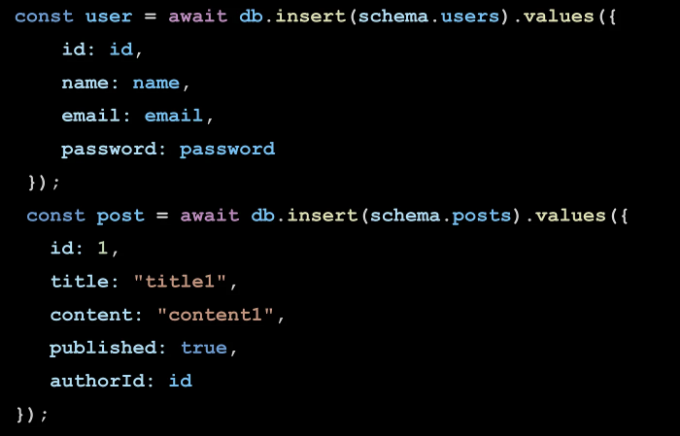 const user = await db.insert(schema.users).values({
id: id,
name: name,
email: email,
password: password
});
const post = await db.insert(schema.posts).values({
id: 1,
title: "title1",
content: "content1",
published: true,
authorId: id
});